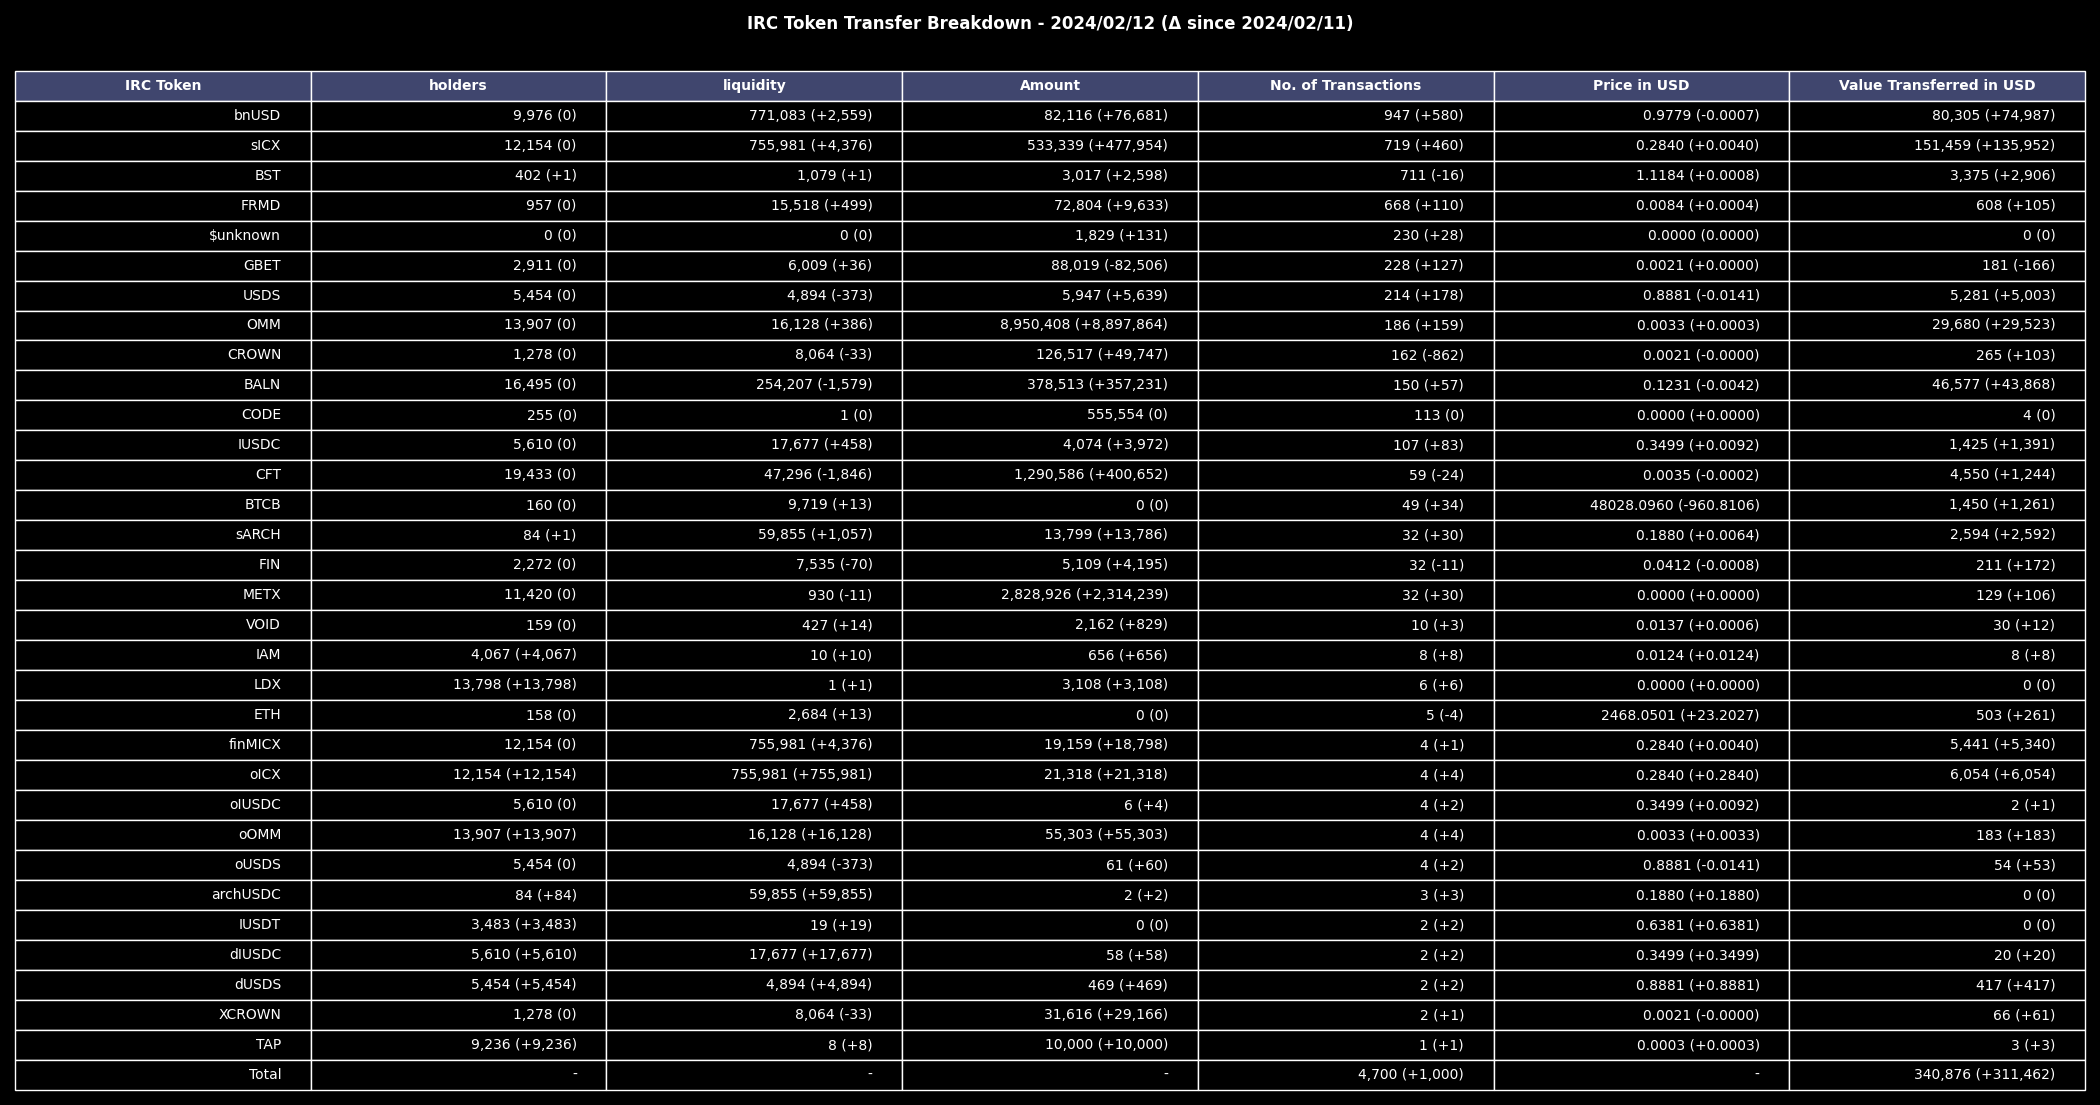 IRC Token Transfer Breakdown - 2024/02/12 (Δ since 2024/02/11)
IRC Token holders liquidity Amount No. of Transactions Price in USD Value Transferred in USD
bnUSD 9,976 (0) 771,083 (+2,559) 82,116 (+76,681) 947 (+580) 0.9779 (-0.0007) 80,305 (+74,987)
sICX 12,154 (0) 755,981 (+4,376) 533,339 (+477,954) 719 (+460) 0.2840 (+0.0040) 151,459 (+135,952)
BST 402 (+1) 1,079 (+1) 3,017 (+2,598) 711 (-16) 1.1184 (+0.0008) 3,375 (+2,906)
FRMD 957 (0) 15,518 (+499) 72,804 (+9,633) 668 (+110) 0.0084 (+0.0004) 608 (+105)
$unknown 0 (0) 0 (0) 1,829 (+131) 230 (+28) 0.0000 (0.0000) 0 (0)
GBET 2,911 (0) 6,009 (+36) 88,019 (-82,506) 228 (+127) 0.0021 (+0.0000) 181 (-166)
USDS 5,454 (0) 4,894 (-373) 5,947 (+5,639) 214 (+178) 0.8881 (-0.0141) 5,281 (+5,003)
OMM 13,907 (0) 16,128 (+386) 8,950,408 (+8,897,864) 186 (+159) 0.0033 (+0.0003) 29,680 (+29,523)
CROWN 1,278 (0) 8,064 (-33) 126,517 (+49,747) 162 (-862) 0.0021 (-0.0000) 265 (+103)
BALN 16,495 (0) 254,207 (-1,579) 378,513 (+357,231) 150 (+57) 0.1231 (-0.0042) 46,577 (+43,868)
CODE 255 (0) 1 (0) 555,554 (0) 113 (0) 0.0000 (+0.0000) 4 (0)
IUSDC 5,610 (0) 17,677 (+458) 4,074 (+3,972) 107 (+83) 0.3499 (+0.0092) 1,425 (+1,391)
CFT 19,433 (0) 47,296 (-1,846) 1,290,586 (+400,652) 59 (-24) 0.0035 (-0.0002) 4,550 (+1,244)
BTCB 160 (0) 9,719 (+13) 0 (0) 49 (+34) 48028.0960 (-960.8106) 1,450 (+1,261)
sARCH 84 (+1) 59,855 (+1,057) 13,799 (+13,786) 32 (+30) 0.1880 (+0.0064) 2,594 (+2,592)
FIN 2,272 (0) 7,535 (-70) 5,109 (+4,195) 32 (-11) 0.0412 (-0.0008) 211 (+172)
METX 11,420 (0) 930 (-11) 2,828,926 (+2,314,239) 32 (+30) 0.0000 (+0.0000) 129 (+106)
VOID 159 (0) 427 (+14) 2,162 (+829) 10 (+3) 0.0137 (+0.0006) 30 (+12)
IAM 4,067 (+4,067) 10 (+10) 656 (+656) 8 (+8) 0.0124 (+0.0124) 8 (+8)
LDX 13,798 (+13,798) 1 (+1) 3,108 (+3,108) 6 (+6) 0.0000 (+0.0000) 0 (0)
ETH 158 (0) 2,684 (+13) 0 (0) 5 (-4) 2468.0501 (+23.2027) 503 (+261)
finMICX 12,154 (0) 755,981 (+4,376) 19,159 (+18,798) 4 (+1) 0.2840 (+0.0040) 5,441 (+5,340)
oICX 12,154 (+12,154) 755,981 (+755,981) 21,318 (+21,318) 4 (+4) 0.2840 (+0.2840) 6,054 (+6,054)
oIUSDC 5,610 (0) 17,677 (+458) 6 (+4) 4 (+2) 0.3499 (+0.0092) 2 (+1)
oOMM 13,907 (+13,907) 16,128 (+16,128) 55,303 (+55,303) 4 (+4) 0.0033 (+0.0033) 183 (+183)
oUSDS 5,454 (0) 4,894 (-373) 61 (+60) 4 (+2) 0.8881 (-0.0141) 54 (+53)
archUSDC 84 (+84) 59,855 (+59,855) 2 (+2) 3 (+3) 0.1880 (+0.1880) 0 (0)
IUSDT 3,483 (+3,483) 19 (+19) 0 (0) 2 (+2) 0.6381 (+0.6381) 0 (0)
dIUSDC 5,610 (+5,610) 17,677 (+17,677) 58 (+58) 2 (+2) 0.3499 (+0.3499) 20 (+20)
dUSDS 5,454 (+5,454) 4,894 (+4,894) 469 (+469) 2 (+2) 0.8881 (+0.8881) 417 (+417)
XCROWN 1,278 (0) 8,064 (-33) 31,616 (+29,166) 2 (+1) 0.0021 (-0.0000) 66 (+61)
TAP 9,236 (+9,236) 8 (+8) 10,000 (+10,000) 1 (+1) 0.0003 (+0.0003) 3 (+3)
Total - - - 4,700 (+1,000) - 340,876 (+311,462)